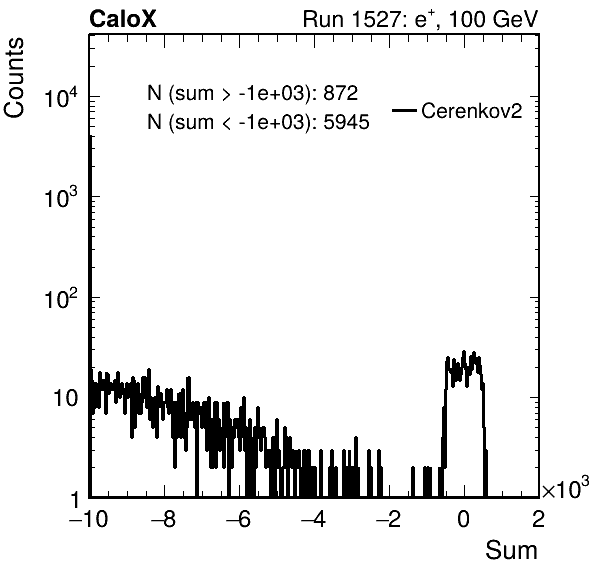 CaloX Run 1527: e⁺, 100 GeV
Counts
N (sum > -1e+03): 872
N (sum < -1e+03): 5945
Cerenkov2
10⁴
10³
10²
10
1
−10 −8 −6 −4 −2 0 2
×10³
Sum